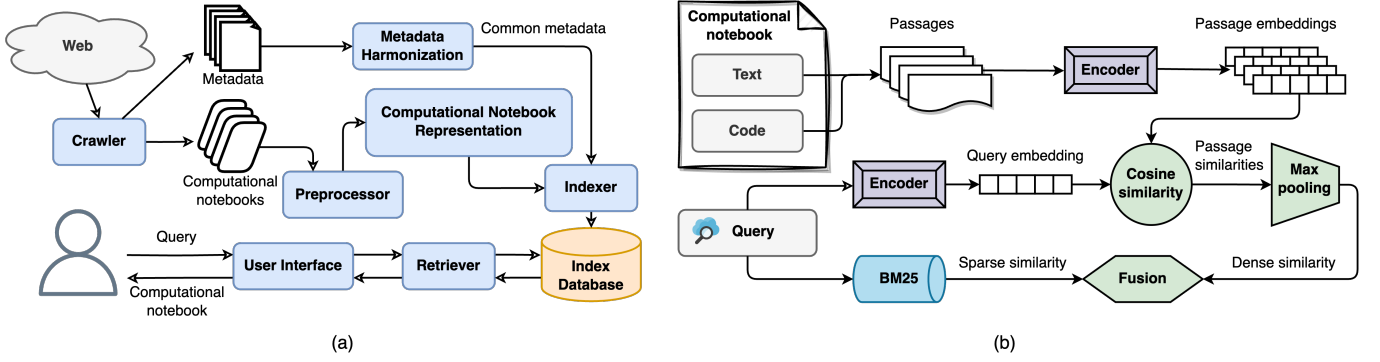 Web
Crawler
Metadata
Computational
notebooks
Metadata
Harmonization
Common metadata
Computational Notebook
Representation
Preprocessor
Indexer
Query
Computational
notebook
User Interface
Retriever
Index
Database
(a)
Computational
notebook
Text
Code
Passages
Encoder
Passage embeddings
Query
Encoder
Query embedding
Cosine
similarity
Passage
similarities
Max
pooling
BM25
Sparse similarity
Fusion
Dense similarity
(b)